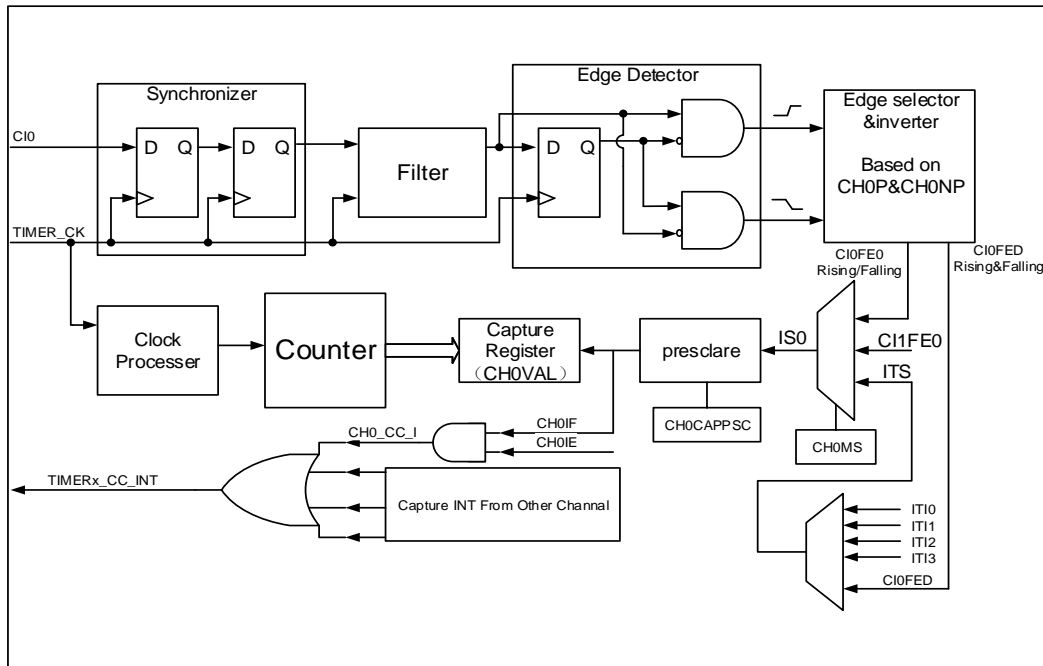 Edge Detector
Synchronizer
Edge selector
&inverter
Based on
CH0P&CH0NP
CI0
D Q
D Q
Filter
D Q
TIMER_CK
CI0FE0
Rising/Falling
CI0FED
Rising&Falling
Clock
Processer
Counter
Capture
Register
（CH0VAL）
presclare
IS0
CI1FE0
ITS
CH0CAPPSC
CH0MS
CH0IF
CH0_CC_I
CH0IE
TIMERx_CC_INT
Capture INT From Other Channel
ITI0
ITI1
ITI2
ITI3
CI0FED